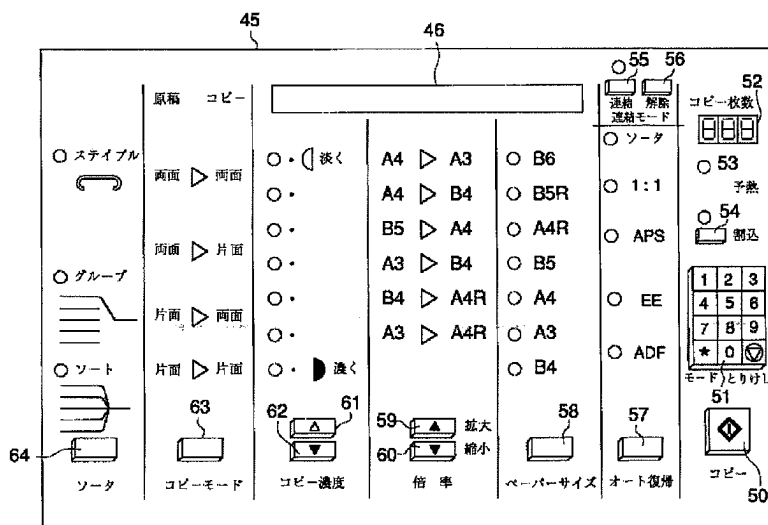 45
46
55 56
原稿 コピー
連結 解除
連結モード
コピー枚数
52
ステイプル
両面 ▷ 両面
淡く
A4 ▷ A3
B6
ソータ
53
予熱
A4 ▷ B4
B5R
1:1
54
割込
両面 ▷ 片面
B5 ▷ A4
A4R
APS
グループ
A3 ▷ B4
B5
1 2 3
片面 ▷ 両面
B4 ▷ A4R
A4
EE
4 5 6
A3 ▷ A4R
A3
7 8 9
ソート
片面 ▷ 片面
濃く
B4
ADF
* 0
モード とりけし
51
64
63
62
61
59
拡大
60
縮小
58
57
50
ソータ
コピーモード
コピー濃度
倍率
ペーパーサイズ
オート復帰
コピー